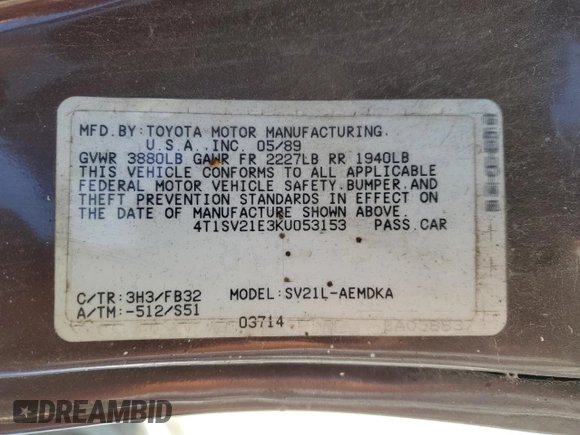 MFD.BY:TOYOTA MOTOR MANUFACTURING,
U.S.A.,INC. 05/89
GVWR 3880LB GAWR FR 2227LB RR 1940LB
THIS VEHICLE CONFORMS TO ALL APPLICABLE
FEDERAL MOTOR VEHICLE SAFETY,BUMPER,AND
THEFT PREVENTION STANDARDS IN EFFECT ON
THE DATE OF MANUFACTURE SHOWN ABOVE.
4T1SV21E3KU053153 PASS.CAR
C/TR:3H3/FB32 MODEL:SV21L-AEMDKA
A/TM:-512/S51
03714
DREAMBID